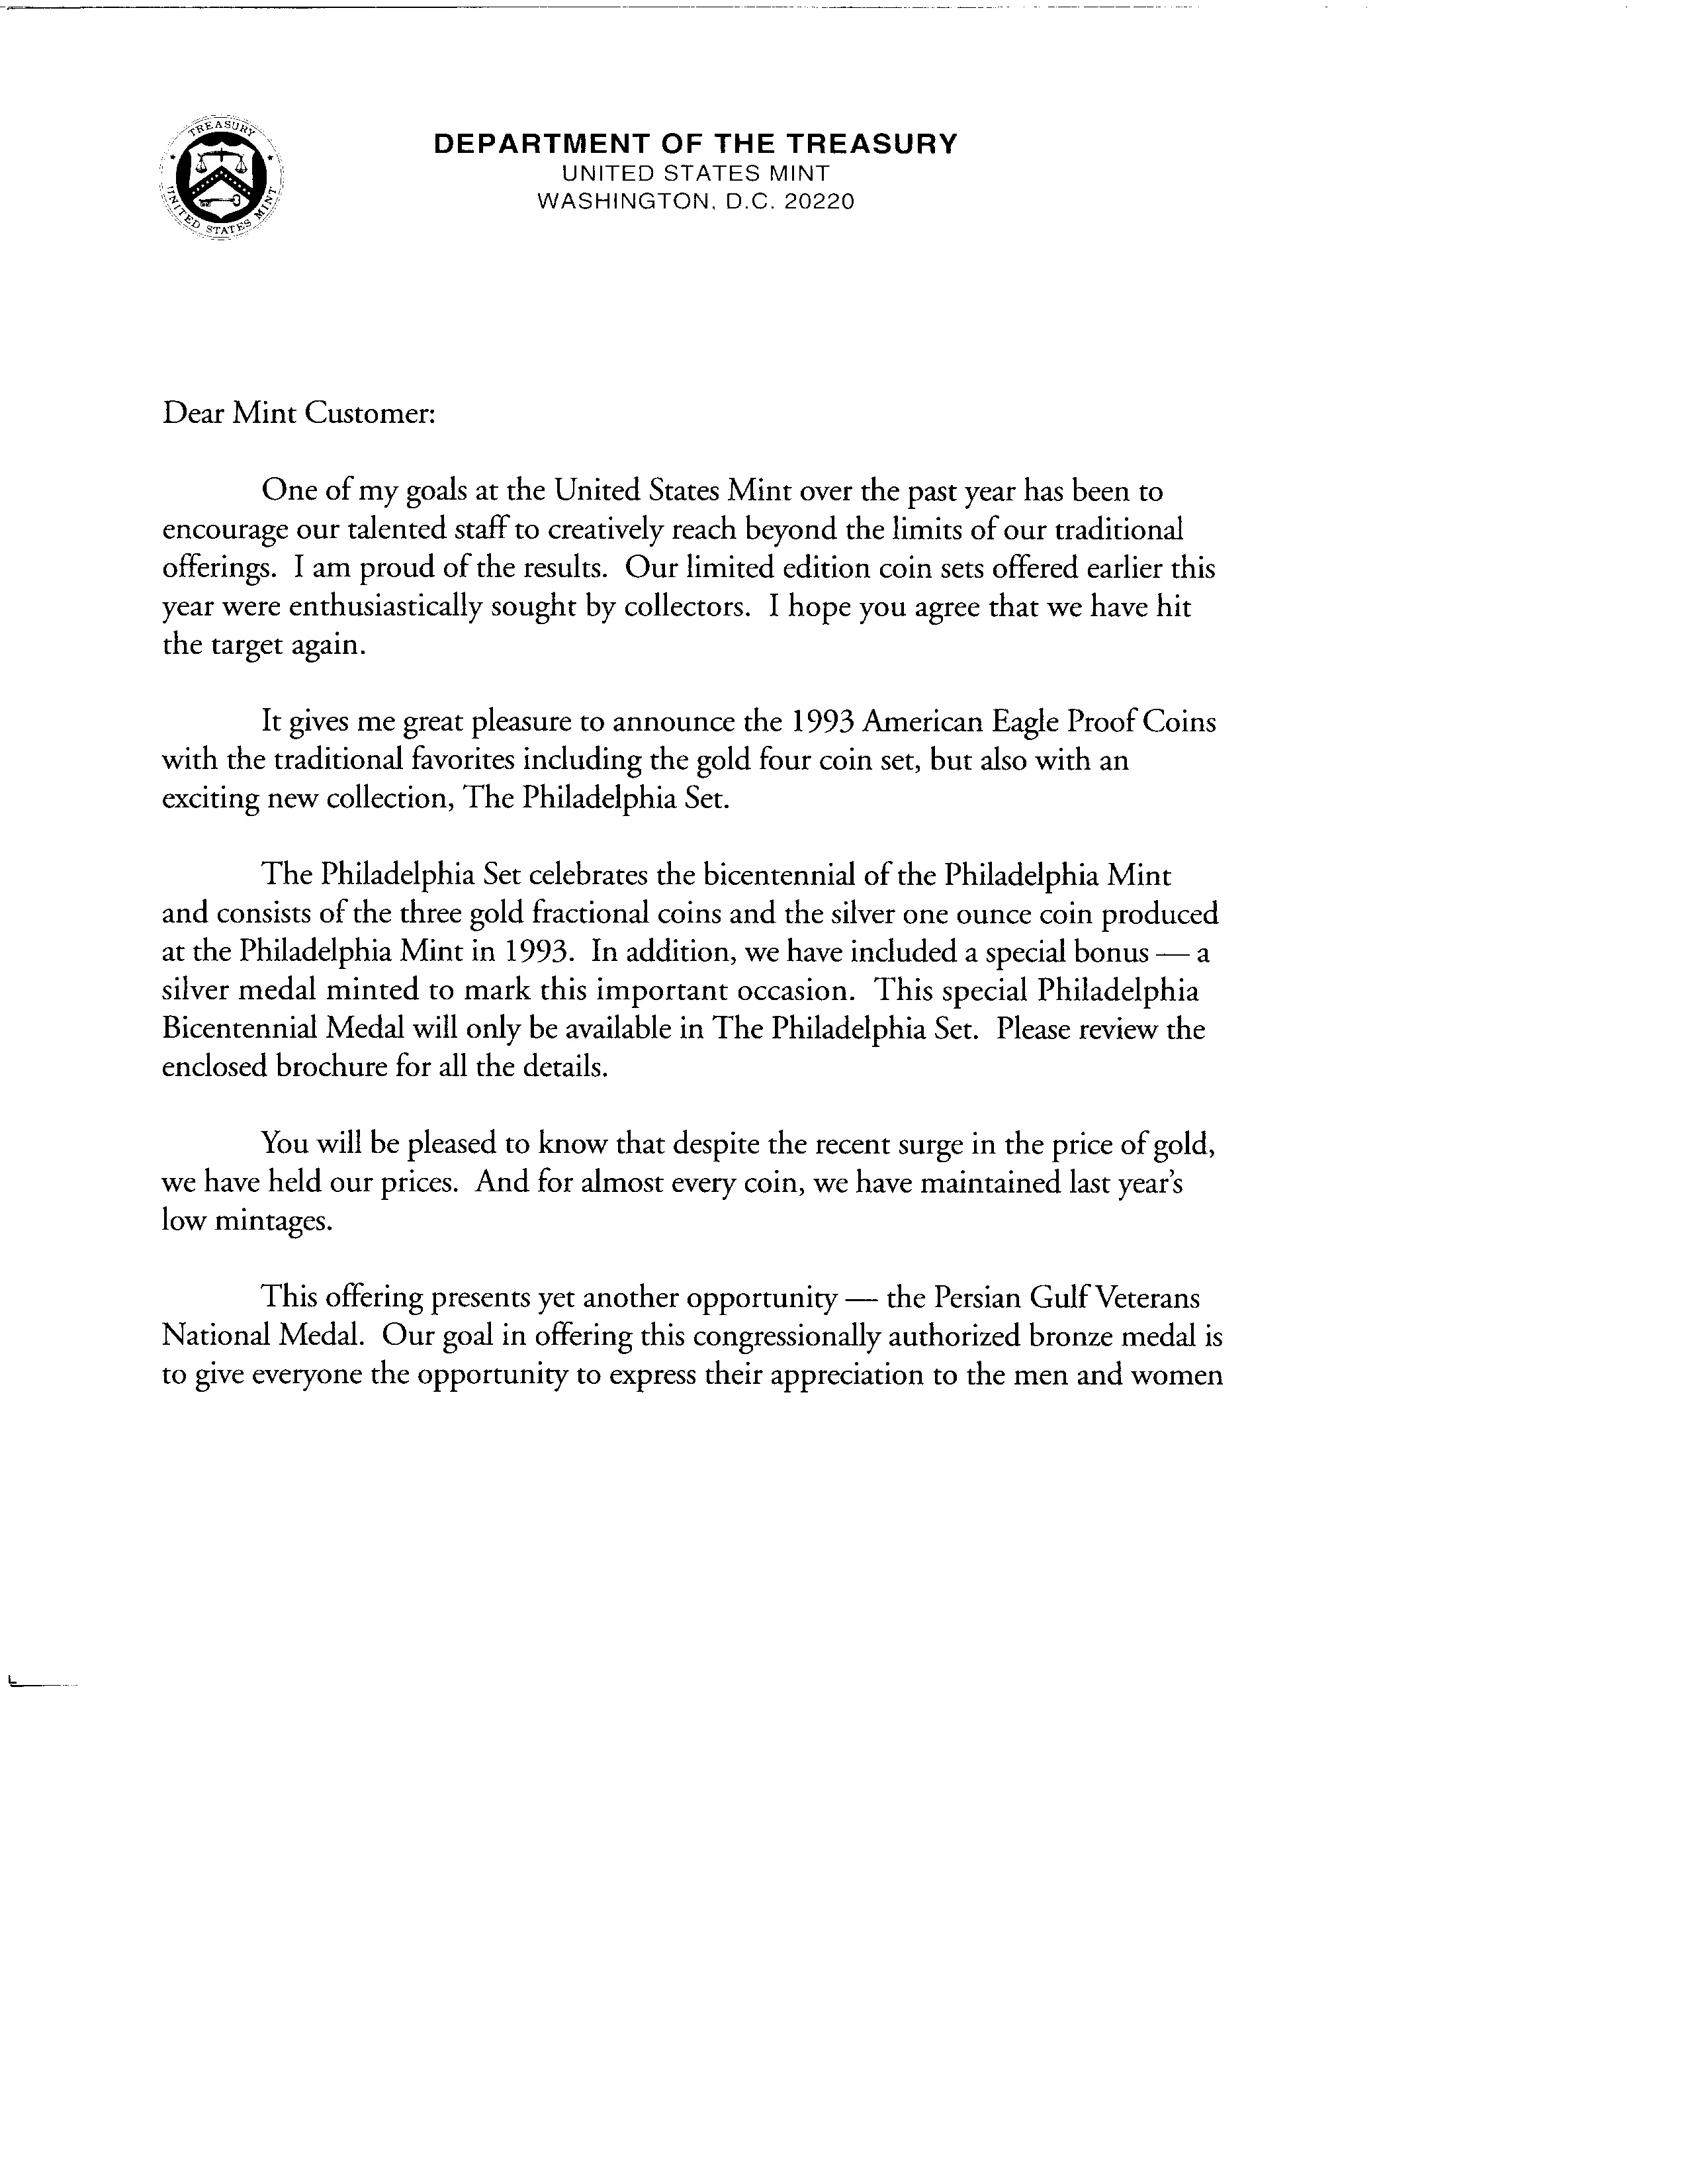 TREASURY
UNITED STATES MINT
DEPARTMENT OF THE TREASURY
UNITED STATES MINT
WASHINGTON, D.C. 20220
Dear Mint Customer:
One of my goals at the United States Mint over the past year has been to
encourage our talented staff to creatively reach beyond the limits of our traditional
offerings.  I am proud of the results.  Our limited edition coin sets offered earlier this
year were enthusiastically sought by collectors.  I hope you agree that we have hit
the target again.
It gives me great pleasure to announce the 1993 American Eagle Proof Coins
with the traditional favorites including the gold four coin set, but also with an
exciting new collection, The Philadelphia Set.
The Philadelphia Set celebrates the bicentennial of the Philadelphia Mint
and consists of the three gold fractional coins and the silver one ounce coin produced
at the Philadelphia Mint in 1993.  In addition, we have included a special bonus — a
silver medal minted to mark this important occasion.  This special Philadelphia
Bicentennial Medal will only be available in The Philadelphia Set.  Please review the
enclosed brochure for all the details.
You will be pleased to know that despite the recent surge in the price of gold,
we have held our prices.  And for almost every coin, we have maintained last year's
low mintages.
This offering presents yet another opportunity — the Persian Gulf Veterans
National Medal.  Our goal in offering this congressionally authorized bronze medal is
to give everyone the opportunity to express their appreciation to the men and women